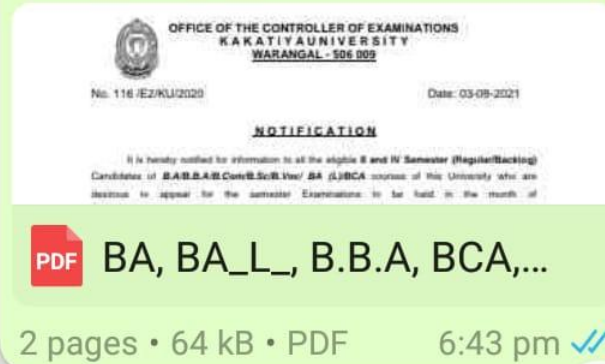 OFFICE OF THE CONTROLLER OF EXAMINATIONS
KAKATIYAUNIVERSITY
WARANGAL - 506 009
No. 116 /E2/KU/2020 Date: 03-08-2021
NOTIFICATION
It is hereby notified for information to all the eligible II and IV Semester (Regular/Backlog)
Candidates of B.A/B.B.A/B.Com/B.Sc/B.Voc/ BA (L)/BCA courses of this University who are
desirous to appear for the semester Examinations to be held in the month of
PDF BA, BA_L_, B.B.A, BCA,...
2 pages • 64 kB • PDF 6:43 pm